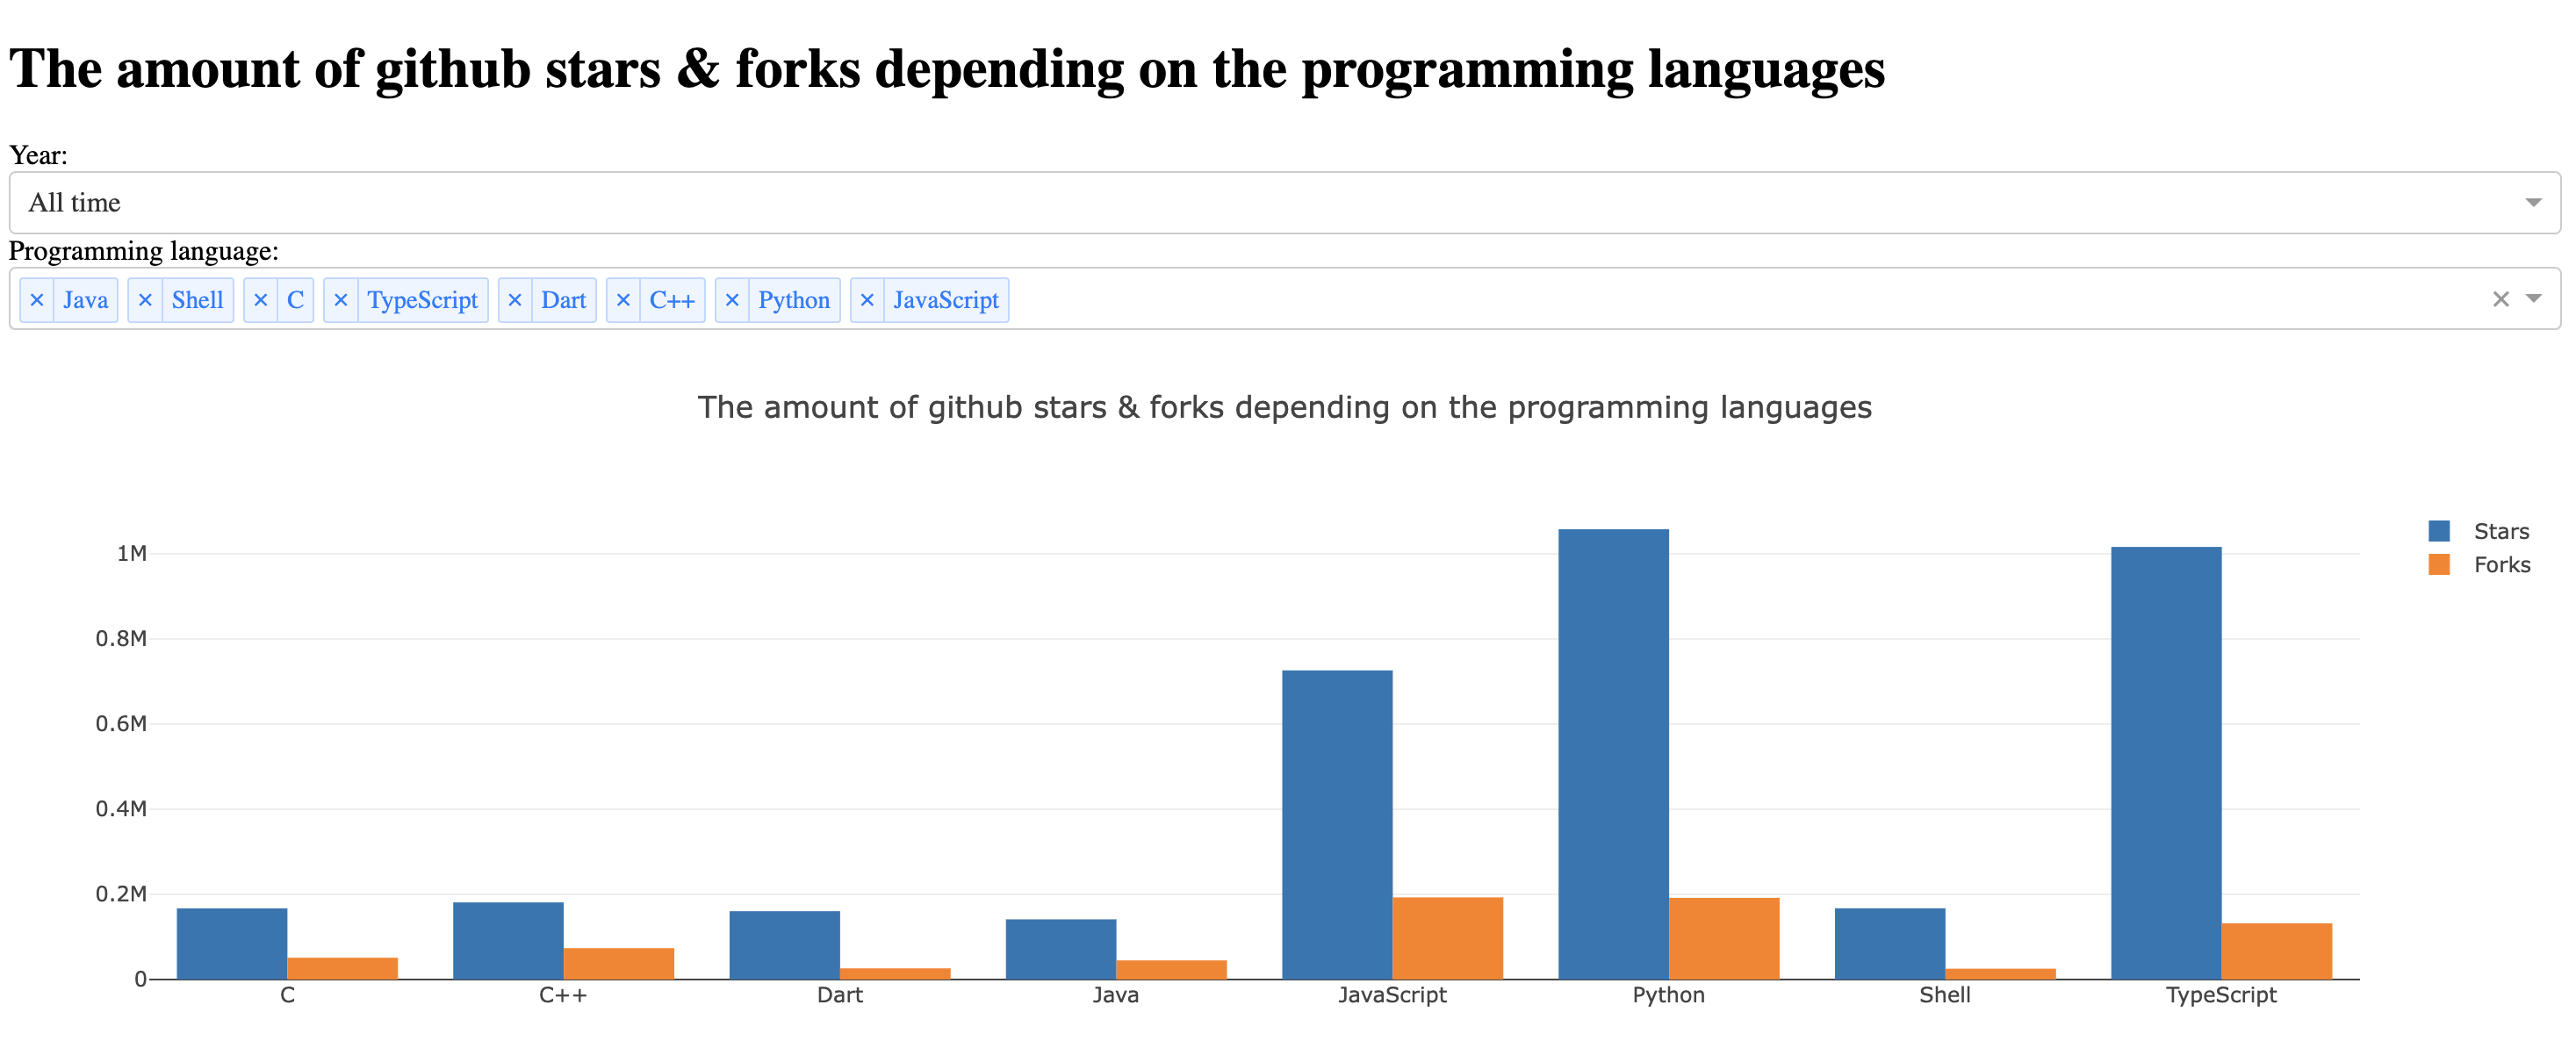 The amount of github stars & forks depending on the programming languages
Year:
All time
Programming language:
× Java × Shell × C × TypeScript × Dart × C++ × Python × JavaScript ×
The amount of github stars & forks depending on the programming languages
Stars
Forks
1M
0.8M
0.6M
0.4M
0.2M
0
C C++ Dart Java JavaScript Python Shell TypeScript